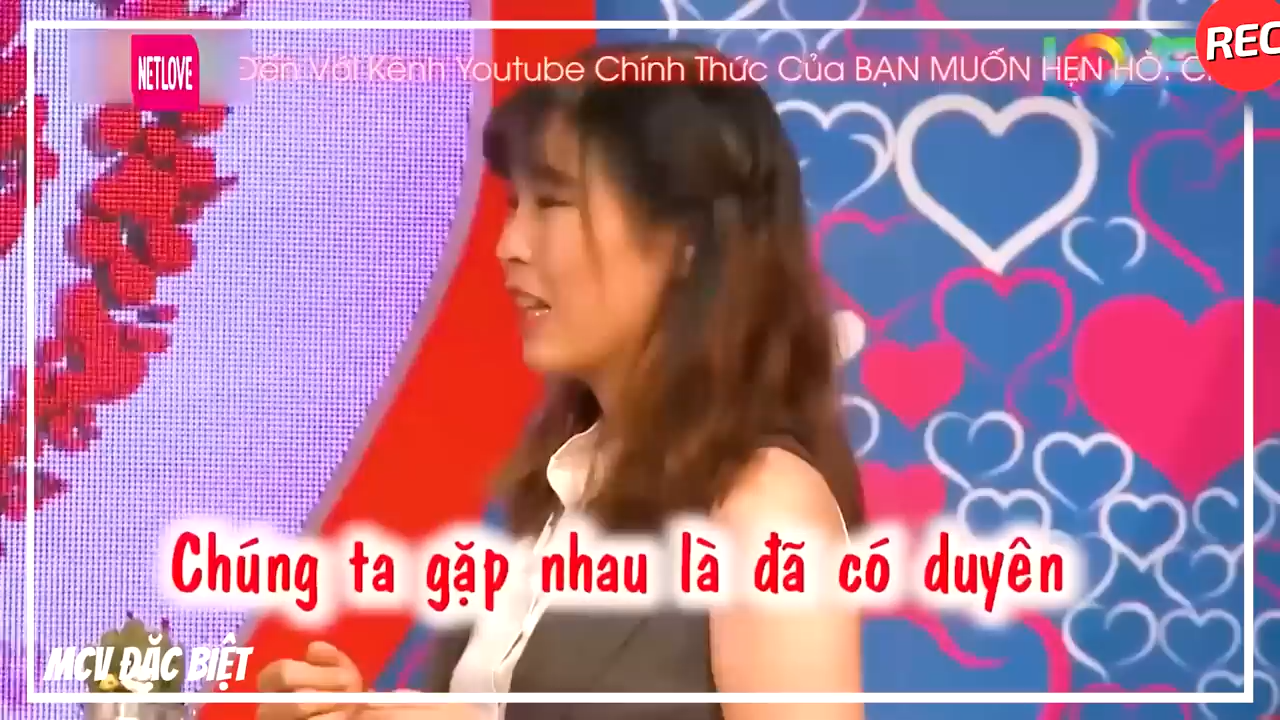 NETLOVE
Đến Với Kênh Youtube Chính Thức Của BẠN MUỐN HẸN HÒ. C
REC
Chúng ta gặp nhau là đã có duyên
MCV ĐẶC BIỆT